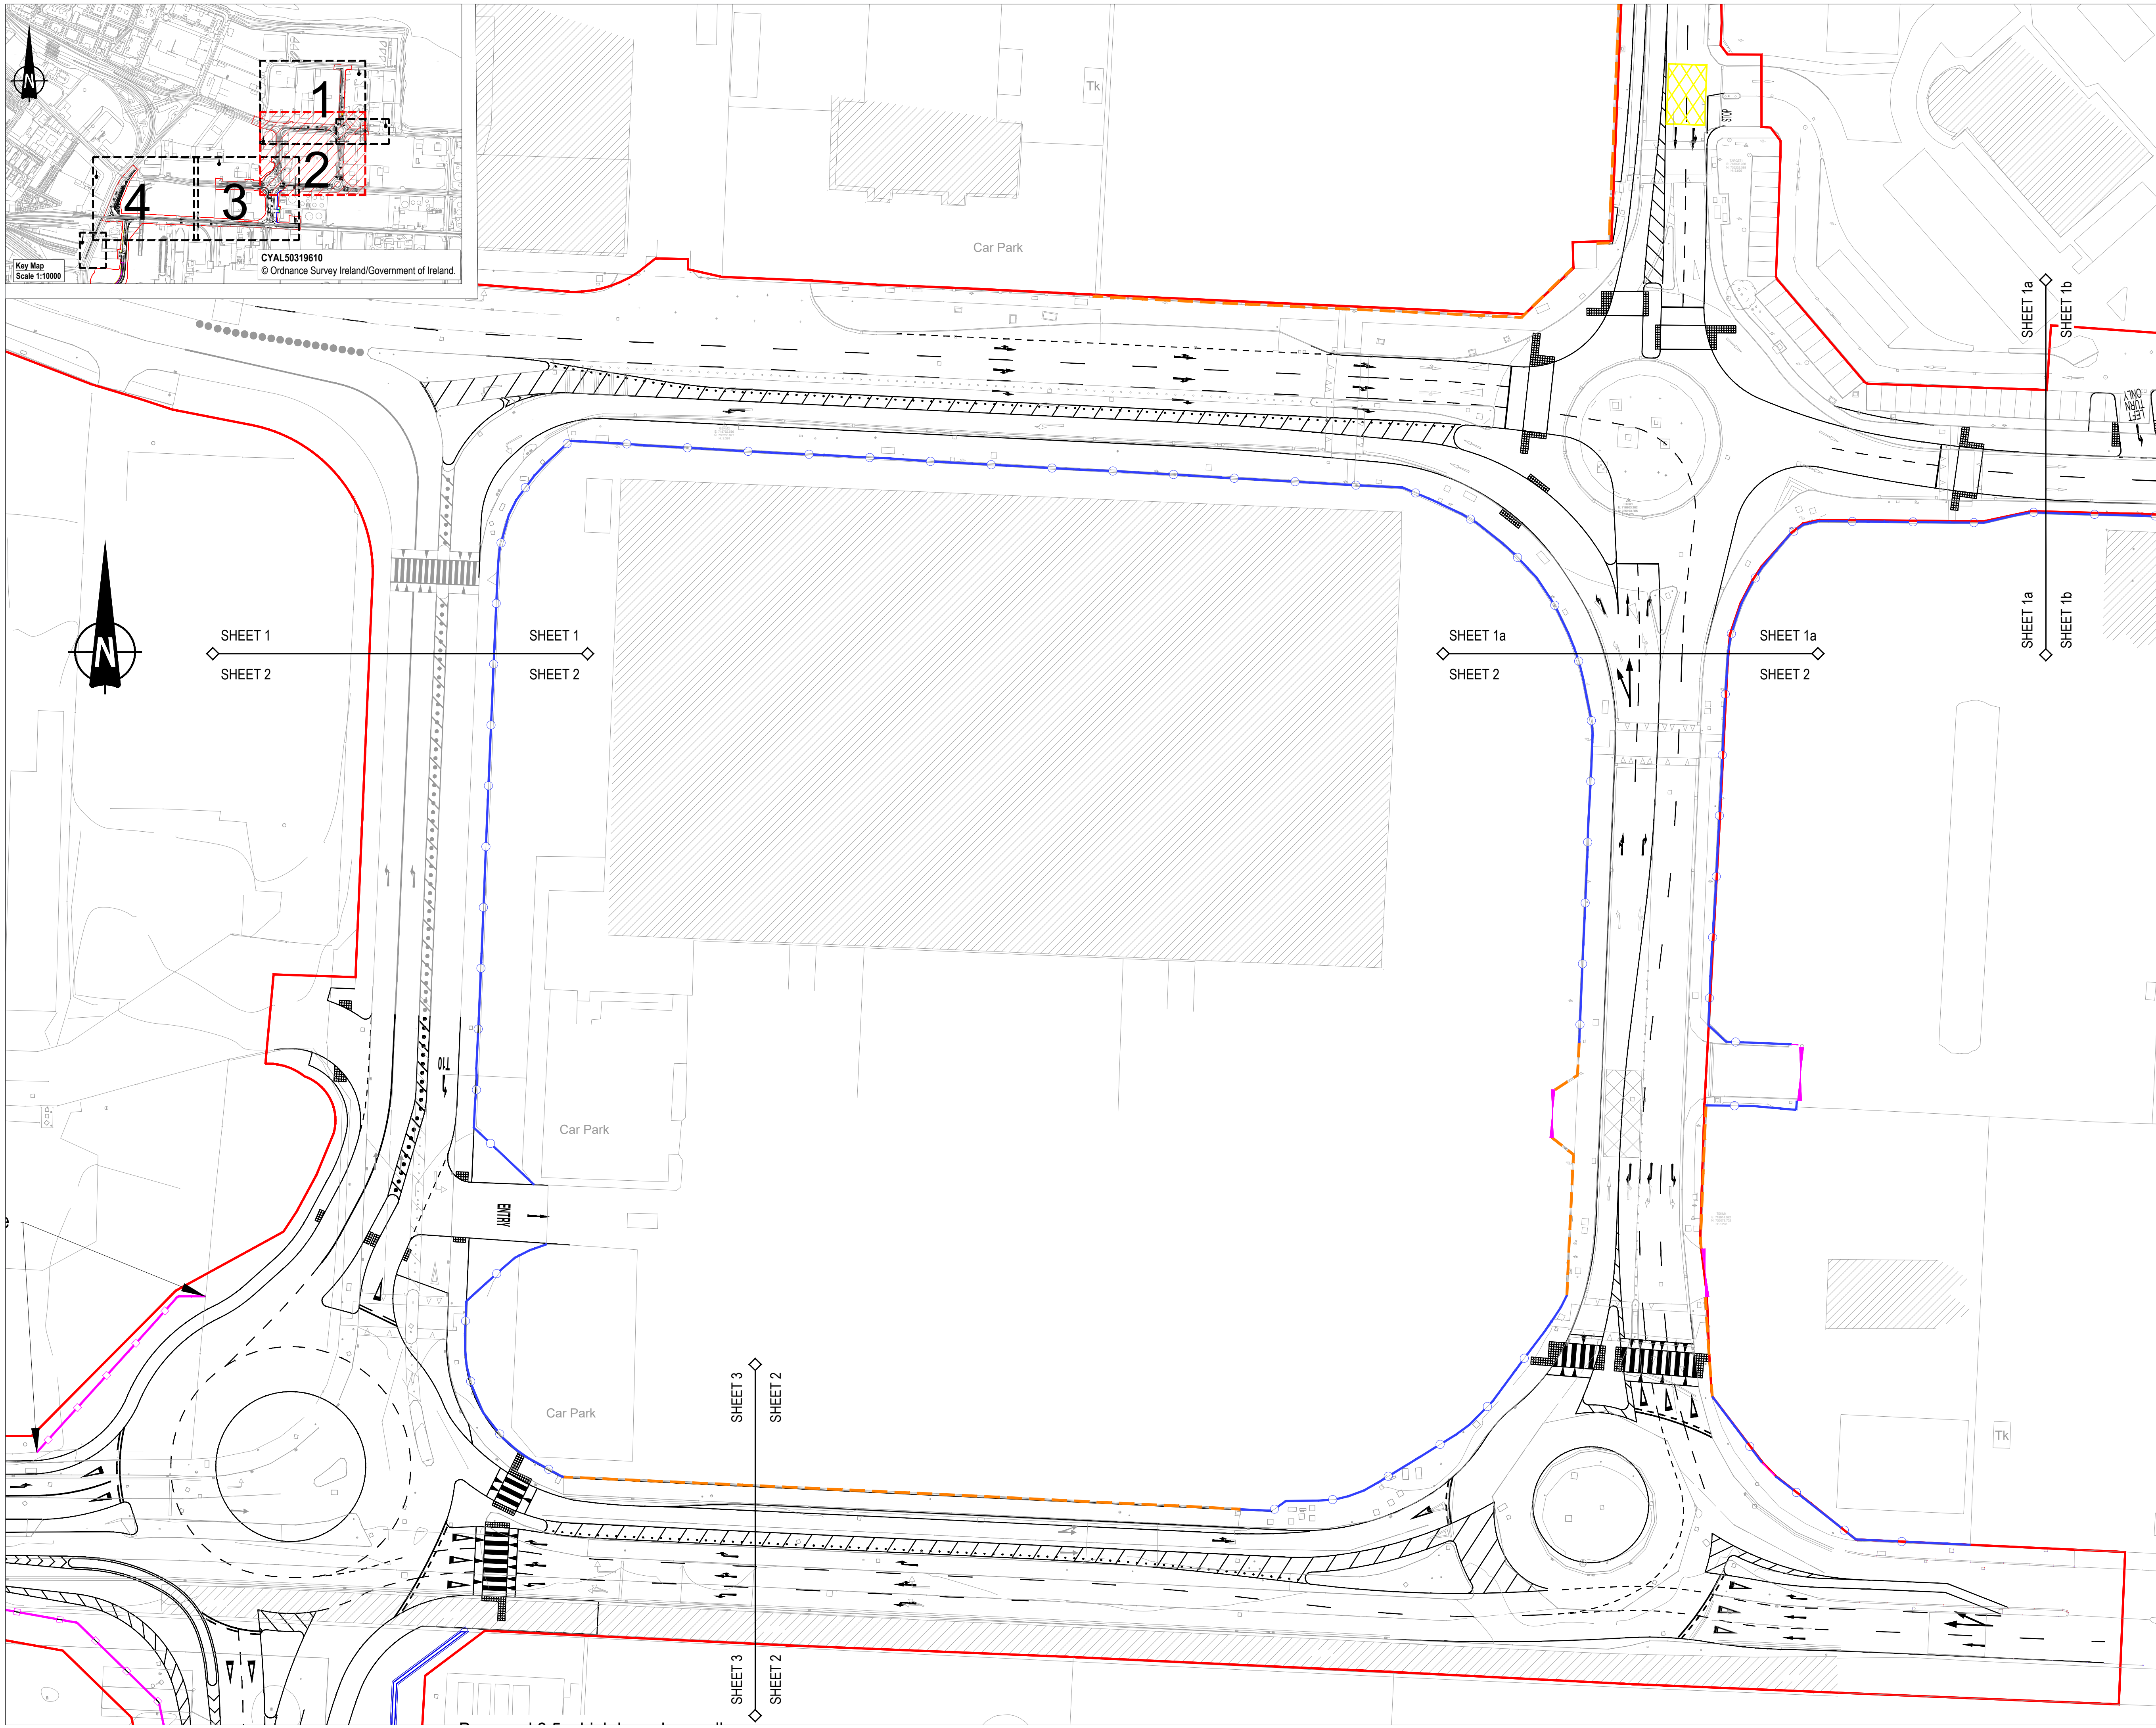 N
1
2
3
4
Key Map
Scale 1:10000
CYAL50319610
© Ordnance Survey Ireland/Government of Ireland.
Tk
Car Park
STOP
SHEET 1a
SHEET 1b
LEFT
TURN
ONLY
N
SHEET 1
SHEET 2
SHEET 1
SHEET 2
SHEET 1a
SHEET 2
SHEET 1a
SHEET 2
SHEET 1a
SHEET 1b
T10
Car Park
ENTRY
e
Car Park
SHEET 3
SHEET 2
Tk
SHEET 3
SHEET 2